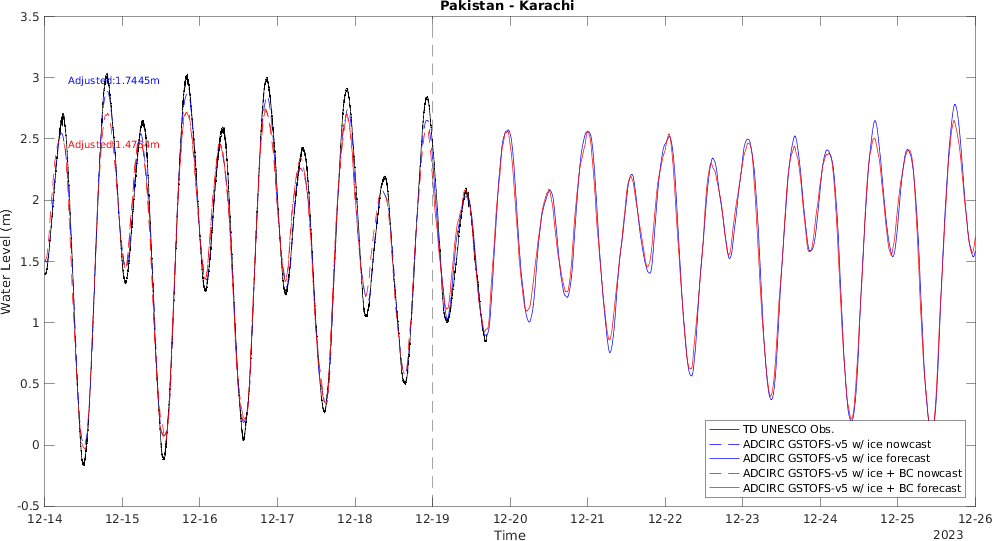 Pakistan - Karachi
Water Level (m)
3.5
3
2.5
2
1.5
1
0.5
0
-0.5
Adjusted:1.7445m
Adjusted:1.4764m
TD UNESCO Obs.
ADCIRC GSTOFS-v5 w/ ice nowcast
ADCIRC GSTOFS-v5 w/ ice forecast
ADCIRC GSTOFS-v5 w/ ice + BC nowcast
ADCIRC GSTOFS-v5 w/ ice + BC forecast
12-14 12-15 12-16 12-17 12-18 12-19 12-20 12-21 12-22 12-23 12-24 12-25 12-26
Time
2023